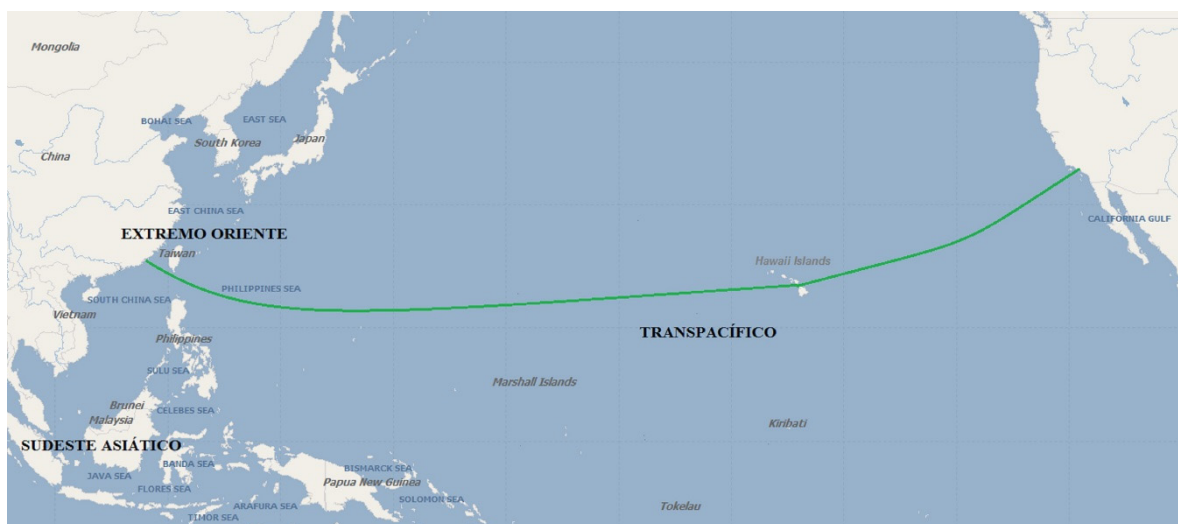 Mongolia
BOHAI SEA
EAST SEA
South Korea
Japan
China
EAST CHINA SEA
CALIFORNIA GULF
EXTREMO ORIENTE
Taiwan
Hawaii Islands
PHILIPPINES SEA
SOUTH CHINA SEA
Vietnam
TRANSPACÍFICO
Philippines
SULU SEA
Marshall Islands
Brunei
CELEBES SEA
Malaysia
Kiribati
SUDESTE ASIÁTICO
BANDA SEA
BISMARCK SEA
JAVA SEA
Papua New Guinea
FLORES SEA
SOLOMON SEA
ARAFURA SEA
Tokelau
TIMOR SEA